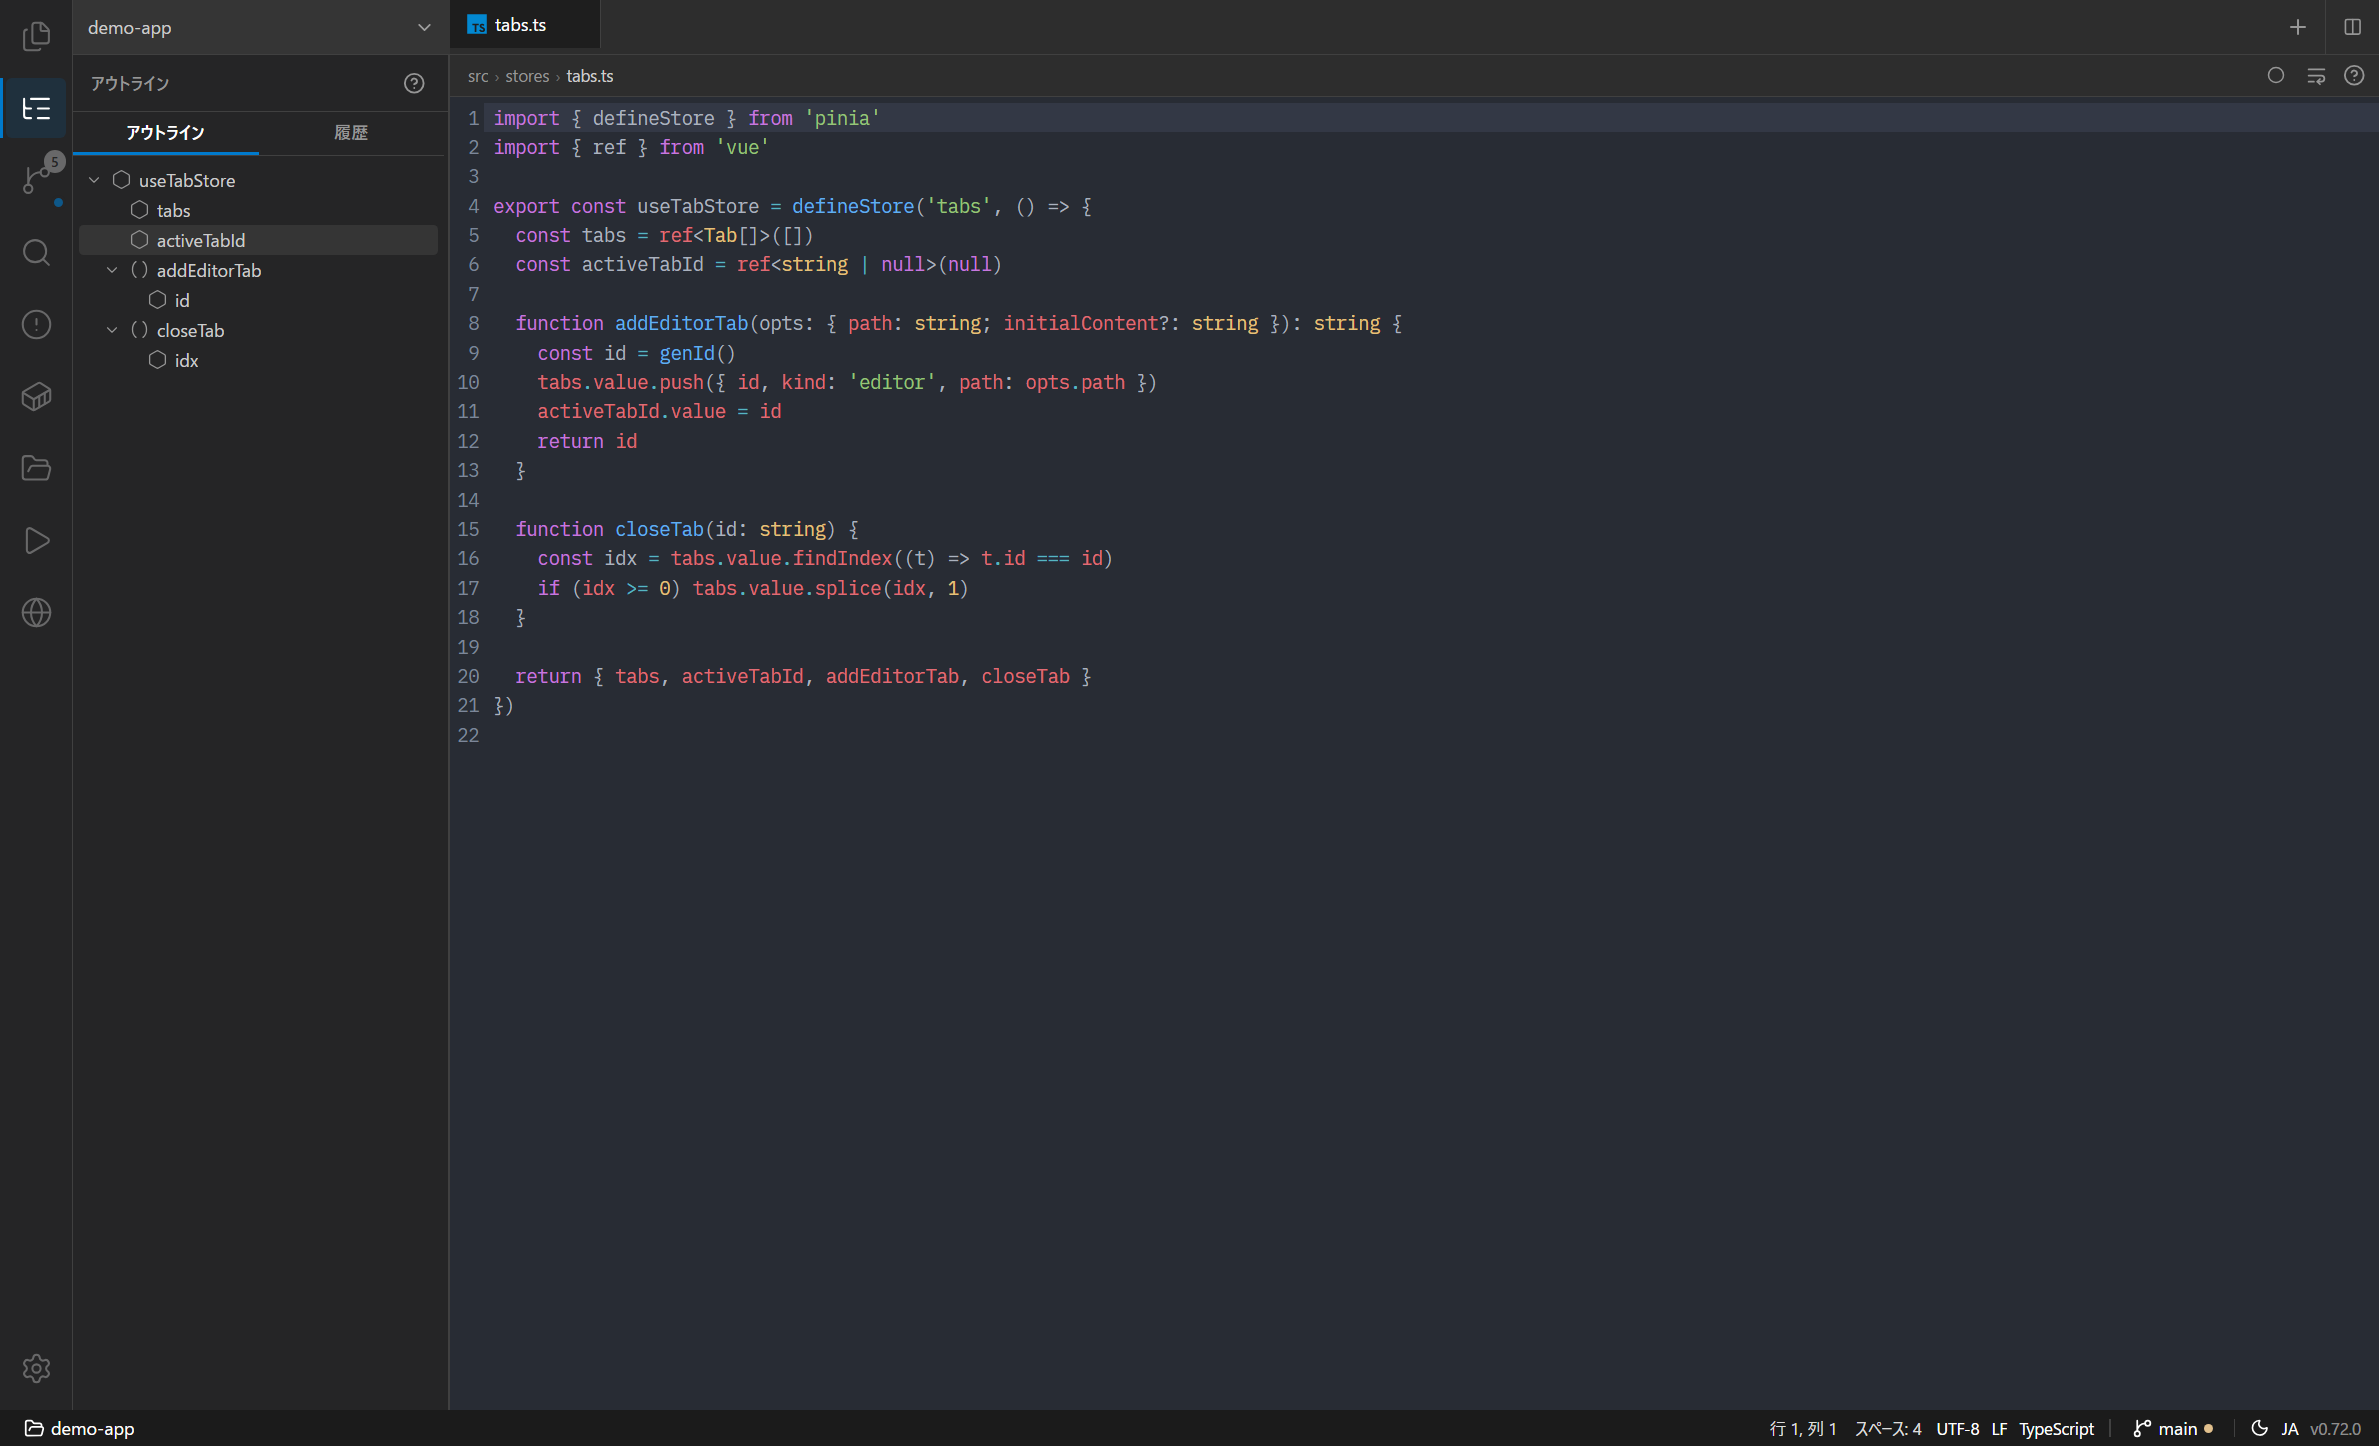 demo-app
アウトライン
アウトライン 履歴
useTabStore
tabs
activeTabId
() addEditorTab
id
() closeTab
idx
5
TS tabs.ts
src › stores › tabs.ts
1 import { defineStore } from 'pinia'
2 import { ref } from 'vue'
3
4 export const useTabStore = defineStore('tabs', () => {
5   const tabs = ref<Tab[]>([])
6   const activeTabId = ref<string | null>(null)
7
8   function addEditorTab(opts: { path: string; initialContent?: string }): string {
9     const id = genId()
10     tabs.value.push({ id, kind: 'editor', path: opts.path })
11     activeTabId.value = id
12     return id
13   }
14
15   function closeTab(id: string) {
16     const idx = tabs.value.findIndex((t) => t.id === id)
17     if (idx >= 0) tabs.value.splice(idx, 1)
18   }
19
20   return { tabs, activeTabId, addEditorTab, closeTab }
21 })
22
demo-app
行 1, 列 1 スペース: 4 UTF-8 LF TypeScript main JA v0.72.0